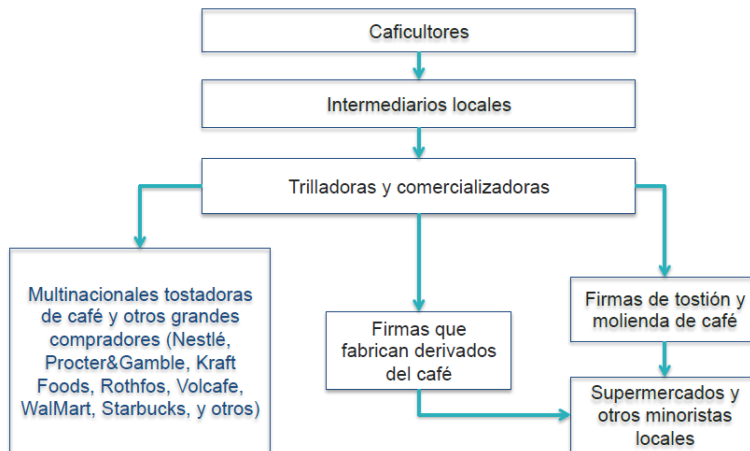 Caficultores
Intermediarios locales
Trilladoras y comercializadoras
Multinacionales tostadoras
de café y otros grandes
compradores (Nestlé,
Procter&Gamble, Kraft
Foods, Rothfos, Volcafe,
WalMart, Starbucks, y otros)
Firmas que
fabrican derivados
del café
Firmas de tostión y
molienda de café
Supermercados y
otros minoristas
locales